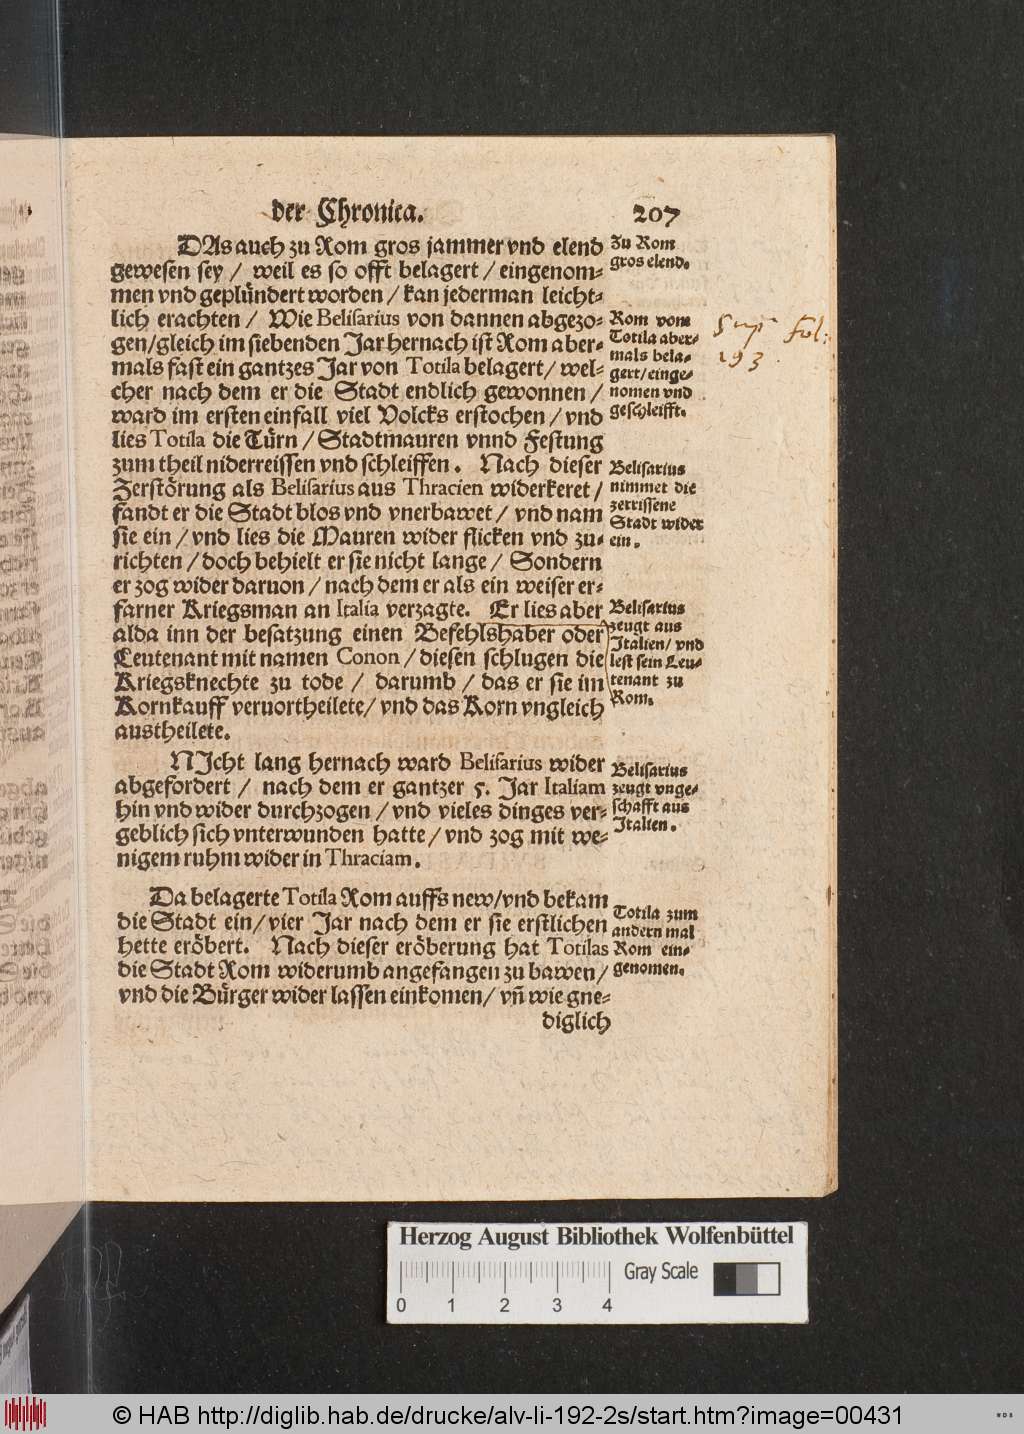 der Chronica. 207
DAs auch zu Rom gros jammer vnd elend
gewesen sey / weil es so offt belagert / eingenom⸗
men vnd geplündert worden / kan jederman leicht⸗
lich erachten / Wie Belisarius von dannen abgezo⸗
gen/gleich im siebenden Jar hernach ist Rom aber⸗
mals fast ein gantzes Jar von Totila belagert/ wel⸗
cher nach dem er die Stadt endlich gewonnen /
ward im ersten einfall viel Volcks erstochen / vnd
lies Totila die Türn / Stadtmauren vnnd Festung
zum theil niderreissen vnd schleiffen. Nach dieser
Zerstörung als Belisarius aus Thracien widerkeret /
fandt er die Stadt blos vnd vnerbawet / vnd nam
sie ein / vnd lies die Mauren wider flicken vnd zu⸗
richten / doch behielt er sie nicht lange / Sondern
er zog wider daruon / nach dem er als ein weiser er⸗
farner Kriegsman an Italia verzagte. Er lies aber
alda inn der besatzung einen Befehlshaber oder
Leutenant mit namen Conon / diesen schlugen die
Kriegsknechte zu tode / darumb / das er sie im
Kornkauff veruortheilete/ vnd das Korn vngleich
austheilete.
NJcht lang hernach ward Belisarius wider
abgefordert / nach dem er gantzer 5. Jar Italiam
hin vnd wider durchzogen / vnd vieles dinges ver⸗
geblich sich vnterwunden hatte / vnd zog mit we⸗
nigem ruhm wider in Thraciam.
Da belagerte Totila Rom auffs new/vnd bekam
die Stadt ein / vier Jar nach dem er sie erstlichen
hette eröbert. Nach dieser eröberung hat Totilas
die Stadt Rom widerumb angefangen zu bawen /
vnd die Bürger wider lassen einkomen / vñ wie gne⸗
diglich
Zu Rom
gros elend.
Rom vom
Totila aber⸗
mals bela⸗
gert/ einge⸗
nomen vnd
geschleifft.
Sup fol:
193.
Belisarius
nimmet die
zerrissene
Stadt wider
ein.
Belisarius
zeugt aus
Italien/ vnd
lest sein Leu⸗
tenant zu
Rom.
Belisarius
zeugt vnge⸗
schafft aus
Italien.
Totila zum
andern mal
Rom ein⸗
genomen.
Herzog August Bibliothek Wolfenbüttel
Gray Scale
0 1 2 3 4
© HAB http://diglib.hab.de/drucke/alv-li-192-2s/start.htm?image=00431